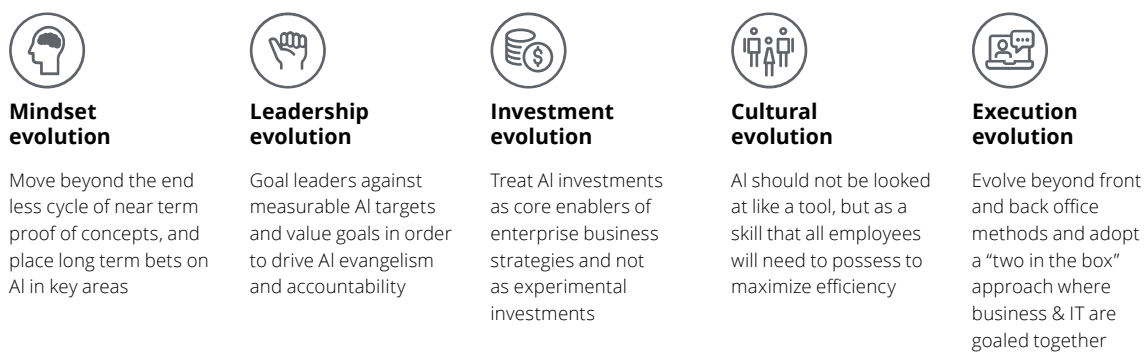 $
Mindset
evolution
Move beyond the end
less cycle of near term
proof of concepts, and
place long term bets on
AI in key areas
Leadership
evolution
Goal leaders against
measurable AI targets
and value goals in order
to drive AI evangelism
and accountability
Investment
evolution
Treat AI investments
as core enablers of
enterprise business
strategies and not
as experimental
investments
Cultural
evolution
AI should not be looked
at like a tool, but as a
skill that all employees
will need to possess to
maximize efficiency
Execution
evolution
Evolve beyond front
and back office
methods and adopt
a “two in the box”
approach where
business & IT are
goaled together